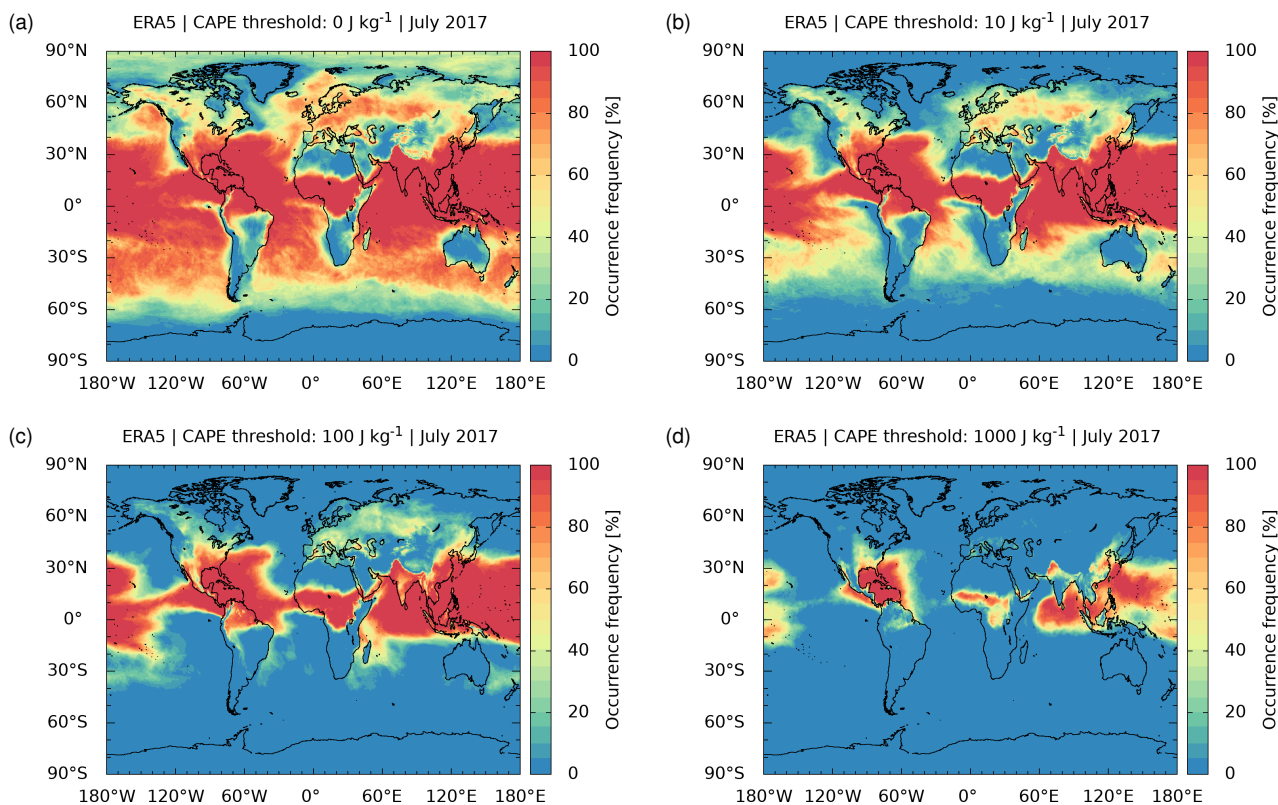 (a) ERA5 | CAPE threshold: 0 J kg-1 | July 2017
90°N
60°N
30°N
0°
30°S
60°S
90°S
180°W 120°W 60°W 0° 60°E 120°E 180°E
100
80
60
40
20
0
Occurrence frequency [%]
(b) ERA5 | CAPE threshold: 10 J kg-1 | July 2017
90°N
60°N
30°N
0°
30°S
60°S
90°S
180°W 120°W 60°W 0° 60°E 120°E 180°E
100
80
60
40
20
0
Occurrence frequency [%]
(c) ERA5 | CAPE threshold: 100 J kg-1 | July 2017
90°N
60°N
30°N
0°
30°S
60°S
90°S
180°W 120°W 60°W 0° 60°E 120°E 180°E
100
80
60
40
20
0
Occurrence frequency [%]
(d) ERA5 | CAPE threshold: 1000 J kg-1 | July 2017
90°N
60°N
30°N
0°
30°S
60°S
90°S
180°W 120°W 60°W 0° 60°E 120°E 180°E
100
80
60
40
20
0
Occurrence frequency [%]